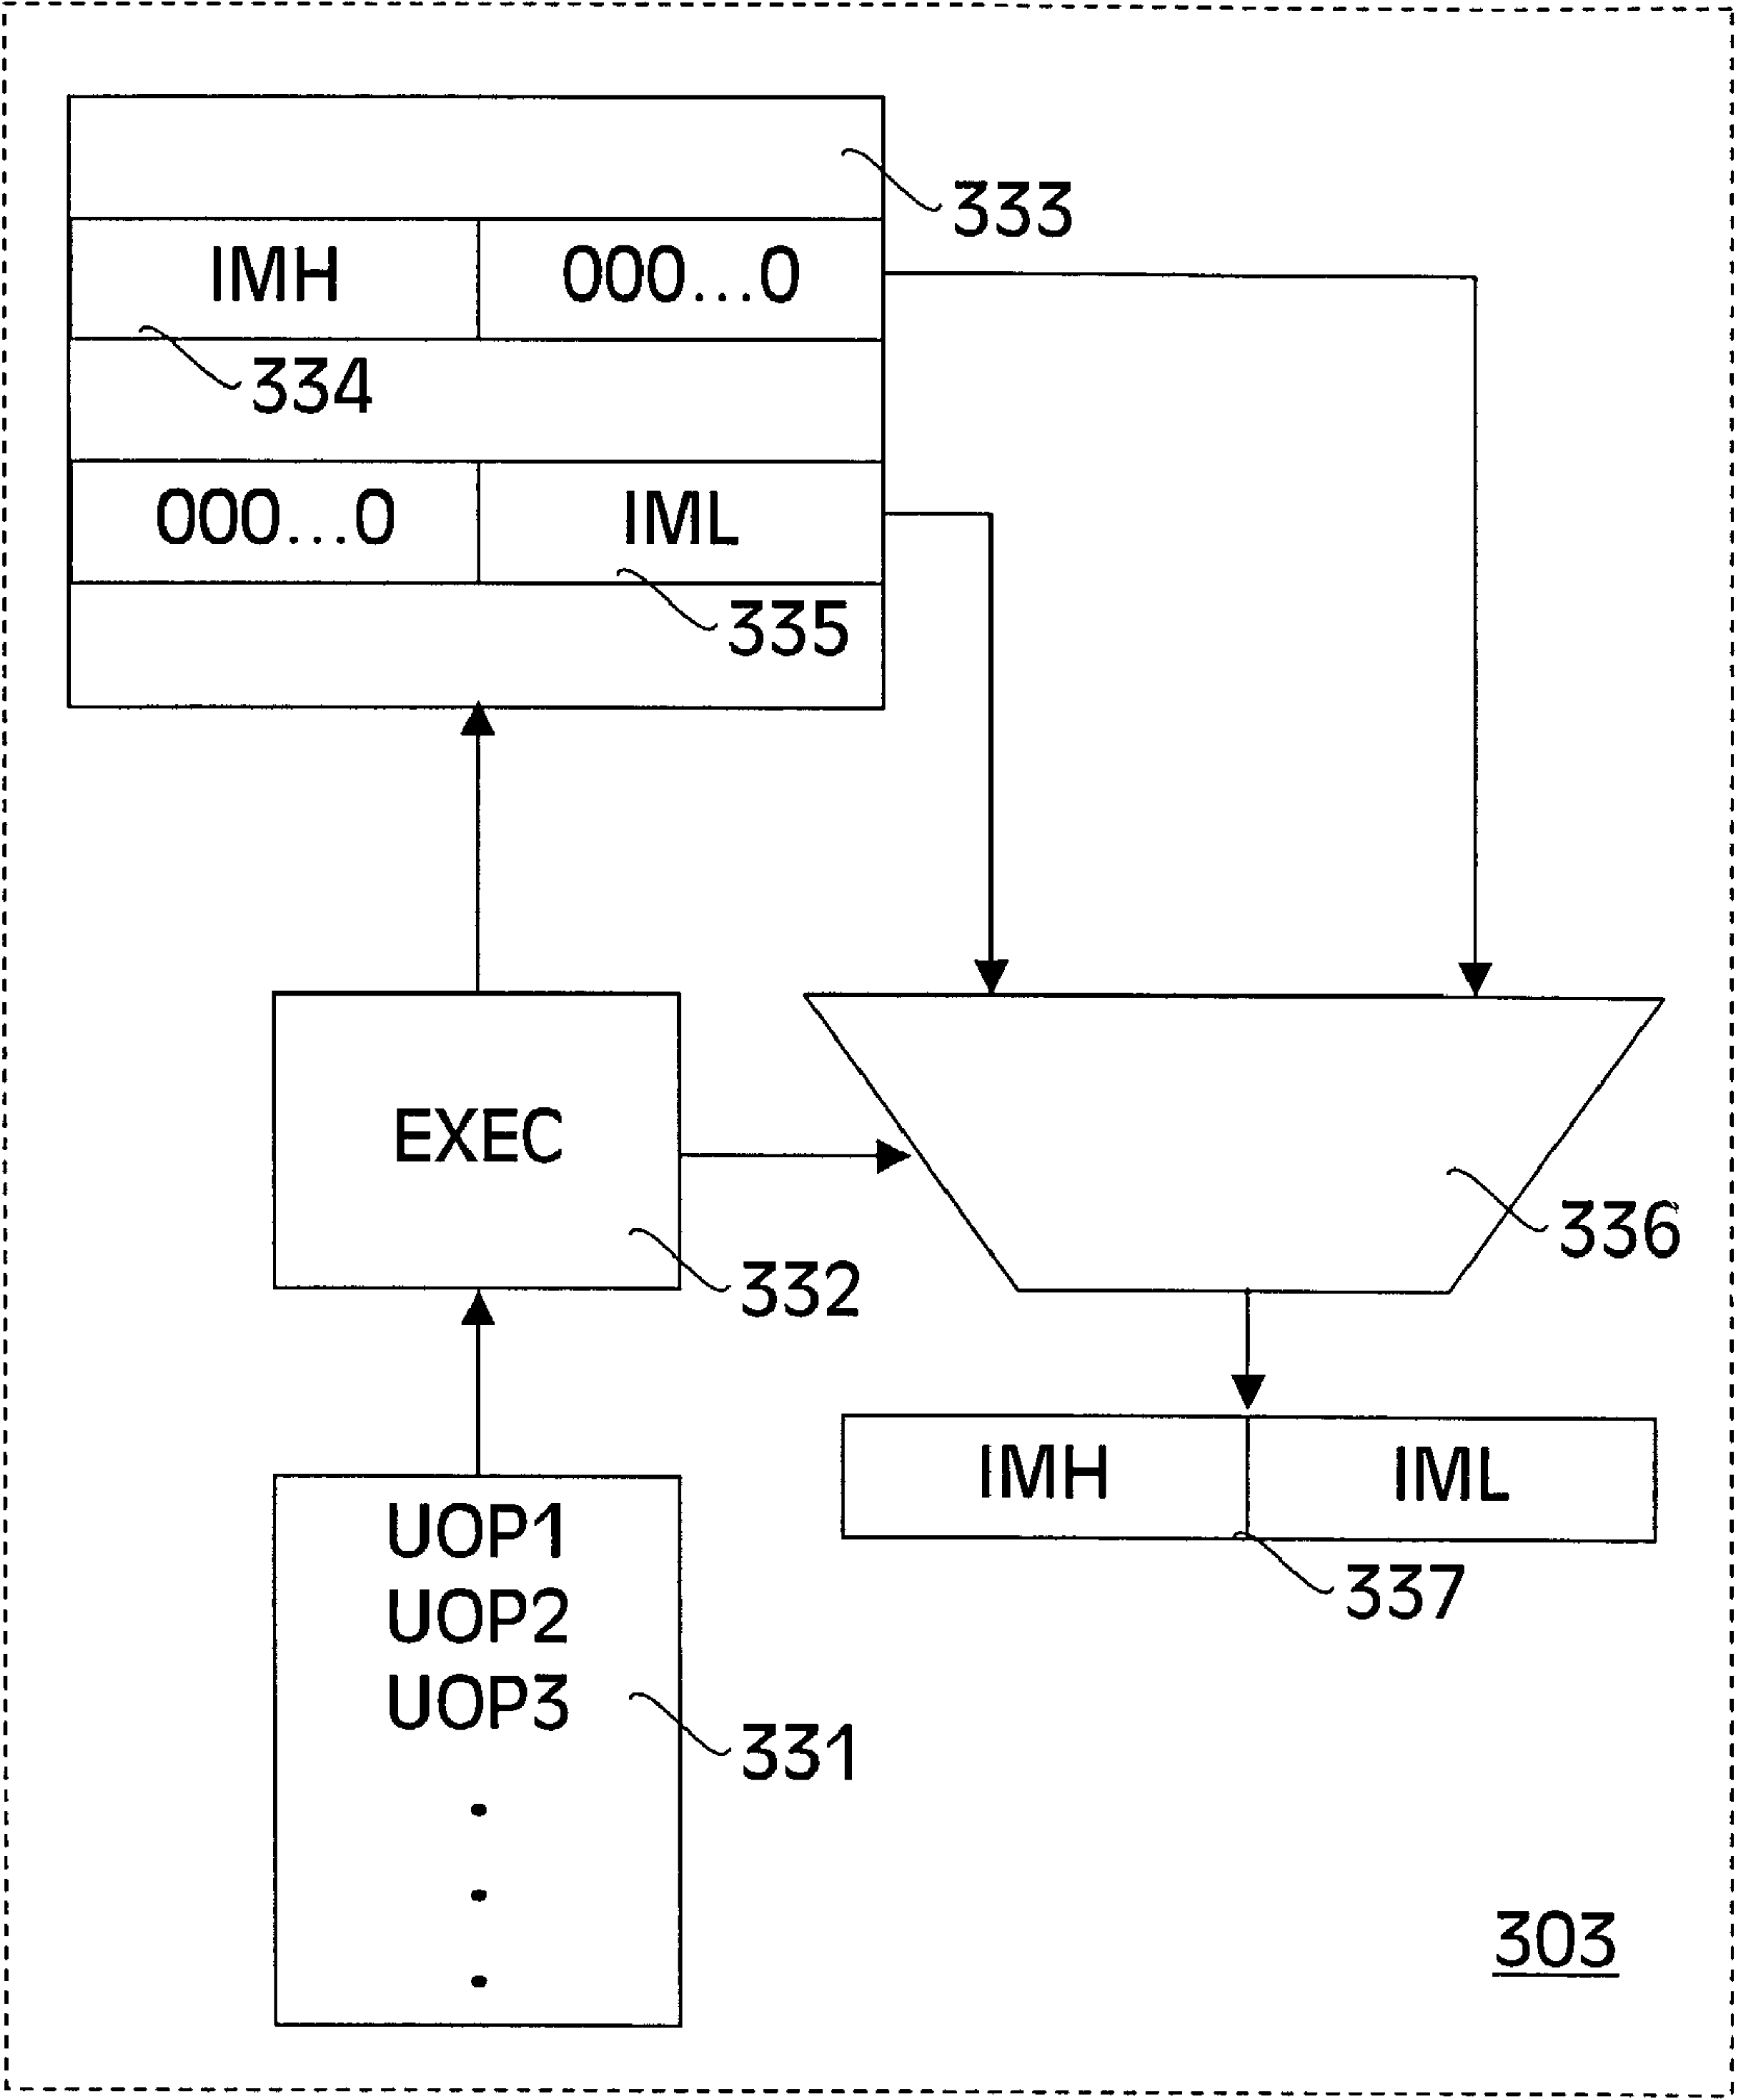 333
IMH 000...0
334
000...0 IML
335
EXEC
332
336
IMH IML
337
UOP1
UOP2
UOP3
331
303